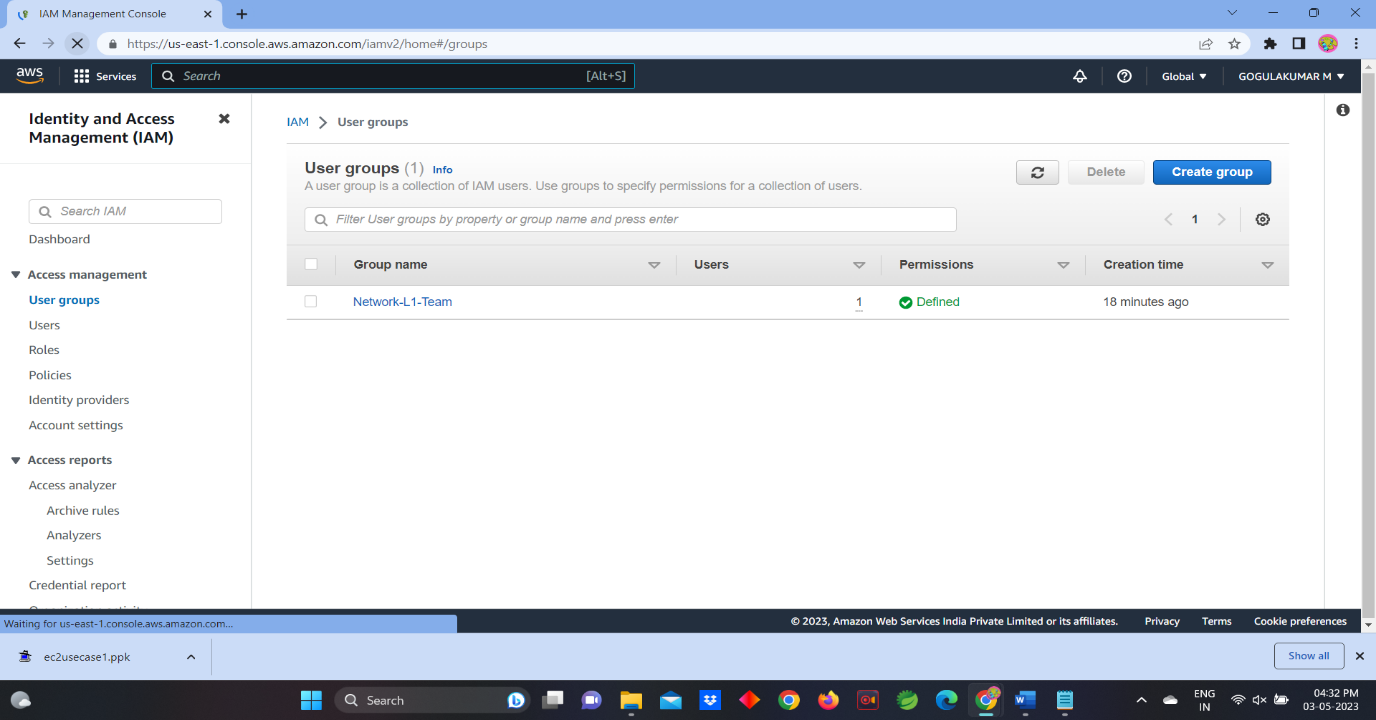 IAM Management Console
https://us-east-1.console.aws.amazon.com/iamv2/home#/groups
aws
Services
Search
[Alt+S]
Global
GOGULAKUMAR M
Identity and Access
Management (IAM)
Search IAM
Dashboard
Access management
User groups
Users
Roles
Policies
Identity providers
Account settings
Access reports
Access analyzer
Archive rules
Analyzers
Settings
Credential report
IAM
User groups
User groups (1) Info
A user group is a collection of IAM users. Use groups to specify permissions for a collection of users.
Delete
Create group
Filter User groups by property or group name and press enter
1
Group name
Users
Permissions
Creation time
Network-L1-Team
1
Defined
18 minutes ago
Waiting for us-east-1.console.aws.amazon.com...
© 2023, Amazon Web Services India Private Limited or its affiliates.
Privacy
Terms
Cookie preferences
ec2usecase1.ppk
Show all
Search
ENG
IN
04:32 PM
03-05-2023